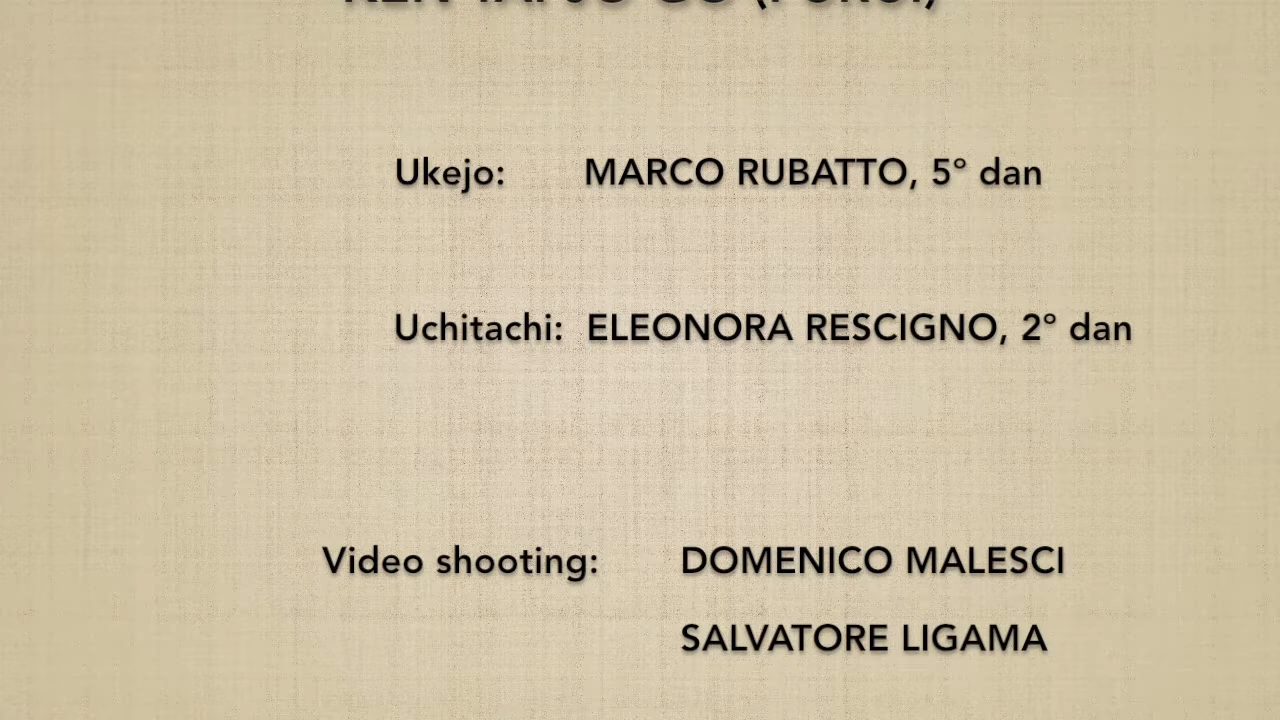 Ukejo: MARCO RUBATTO, 5° dan
Uchitachi: ELEONORA RESCIGNO, 2° dan
Video shooting: DOMENICO MALESCI
SALVATORE LIGAMA